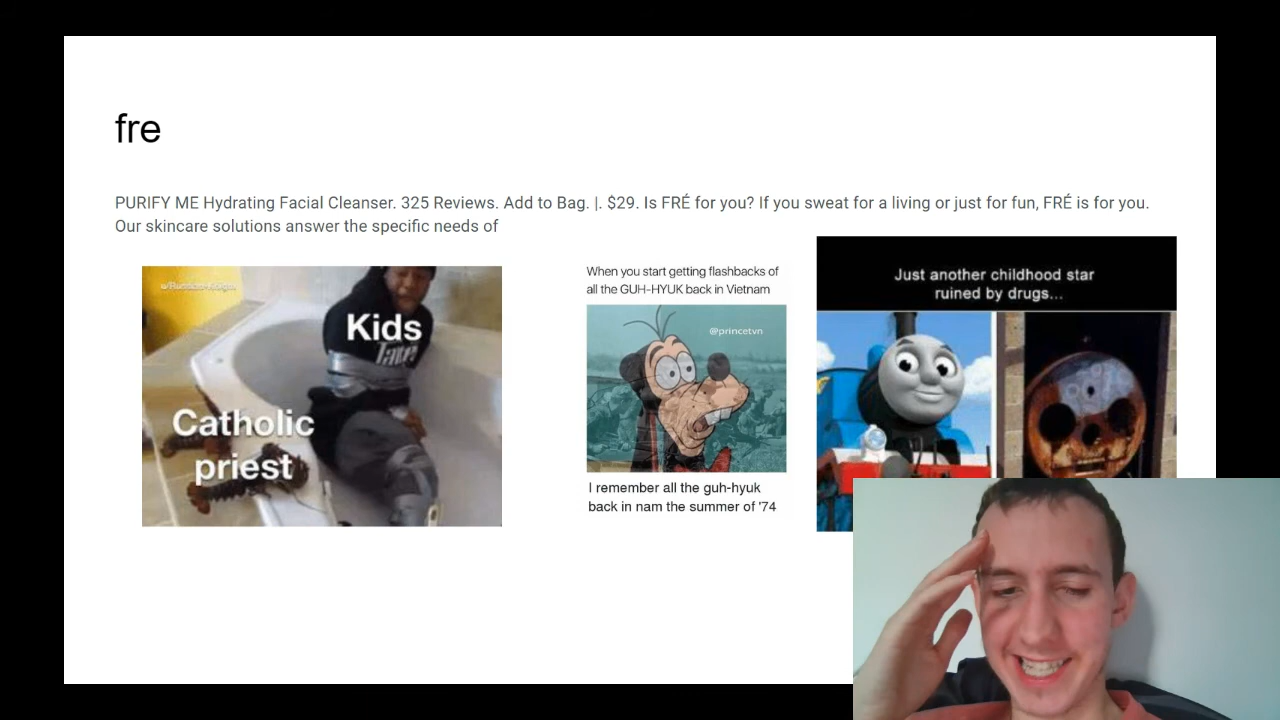 fre
PURIFY ME Hydrating Facial Cleanser. 325 Reviews. Add to Bag. |. $29. Is FRÉ for you? If you sweat for a living or just for fun, FRÉ is for you.
Our skincare solutions answer the specific needs of
Kids
Catholic
priest
When you start getting flashbacks of
all the GUH-HYUK back in Vietnam
@princetvn
I remember all the guh-hyuk
back in nam the summer of '74
Just another childhood star
ruined by drugs...